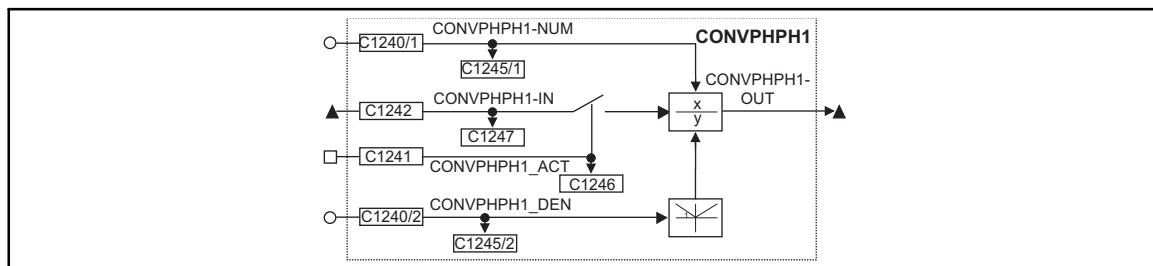 CONVPHPH1-NUM
CONVPHPH1
C1240/1
C1245/1
CONVPHPH1-
OUT
x
y
CONVPHPH1-IN
C1242
C1247
C1241
CONVPHPH1_ACT
C1246
CONVPHPH1_DEN
C1240/2
1
C1245/2